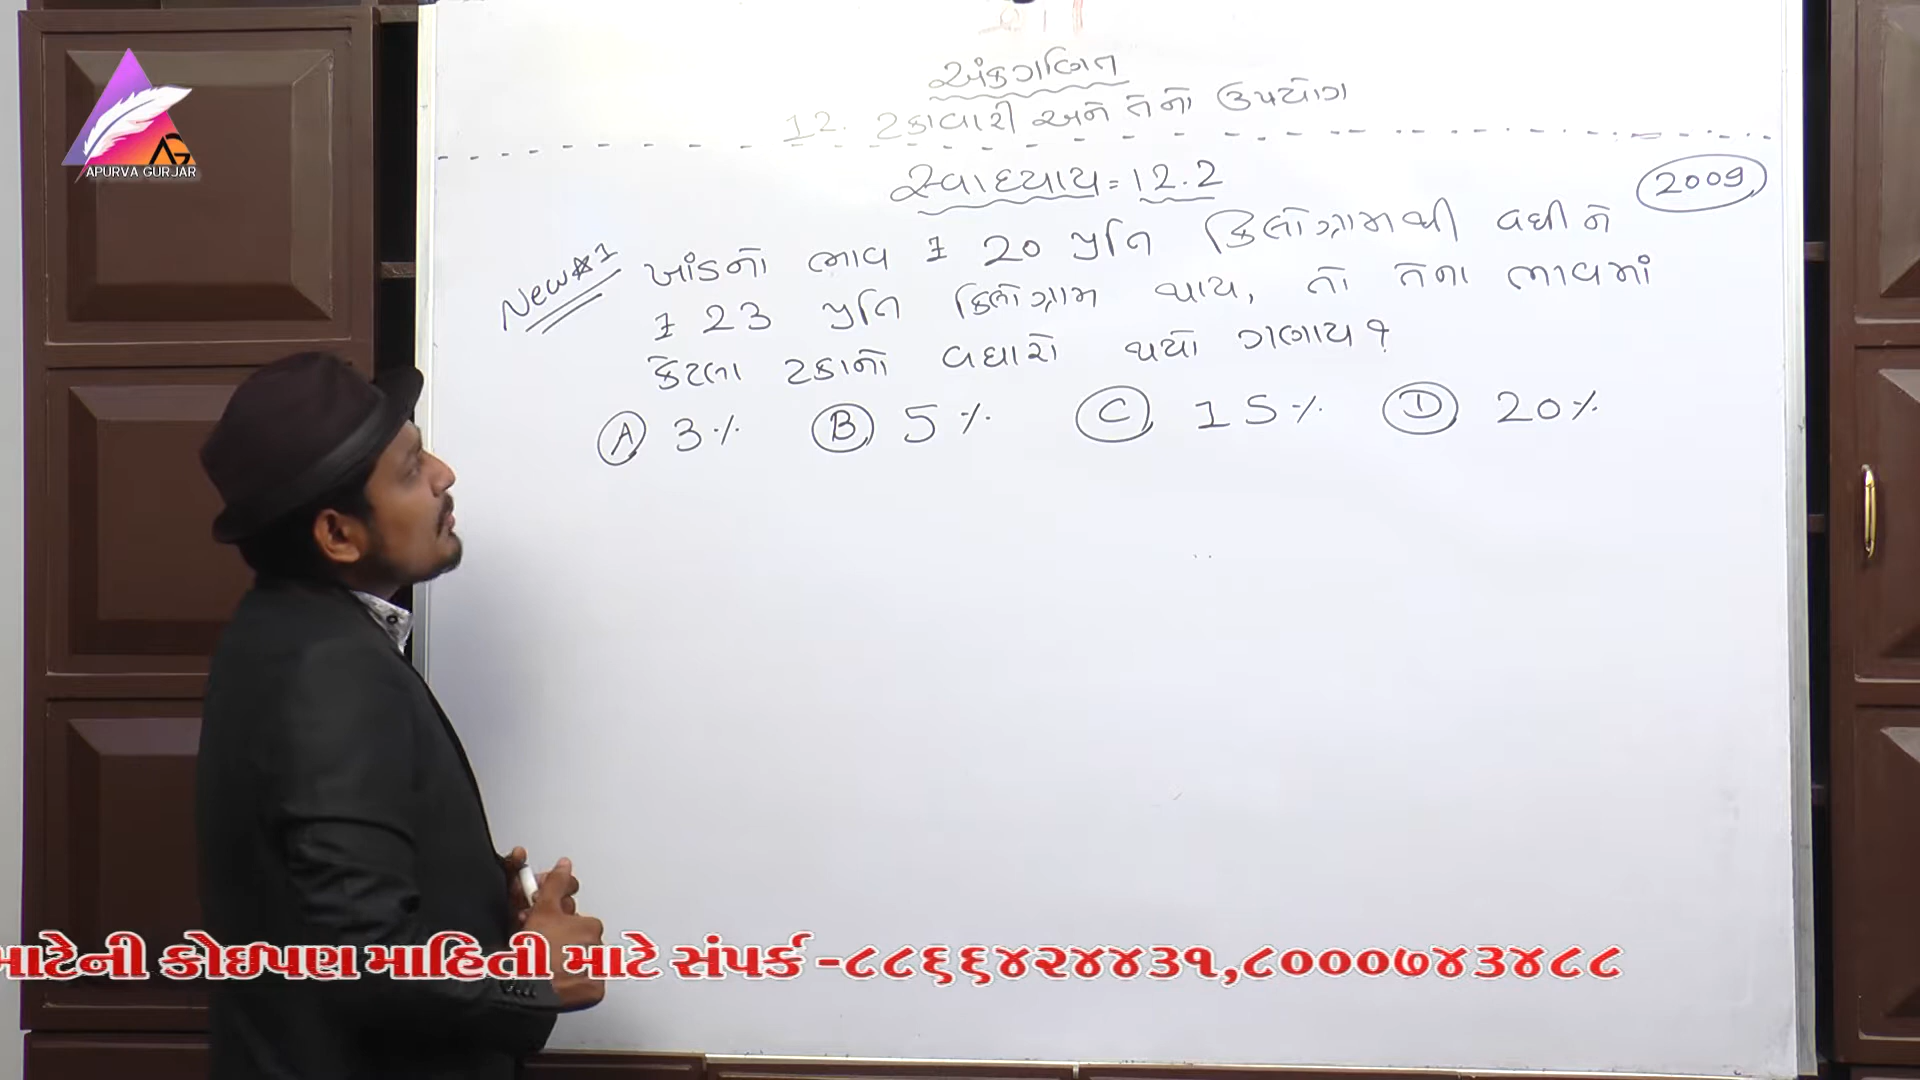 અંકગણિત
12. ટકાવારી અને તેનો ઉપયોગ
સ્વાધ્યાય = 12.2
2009
New * 1
ખાંડનો ભાવ ₹ 20 પ્રતિ કિલોગ્રામથી વધીને
₹ 23 પ્રતિ કિલોગ્રામ થાય, તો તેના ભાવમાં
કેટલા ટકાનો વધારો થયો ગણાય?
A 3% B 5% C 15% D 20%
AG
APURVA GURJAR
માટેની કોઇપણ માહિતી માટે સંપર્ક -૮૮૬૬૪૨૪૪૩૧,૮૦૦૦૭૪૩૪૮૮